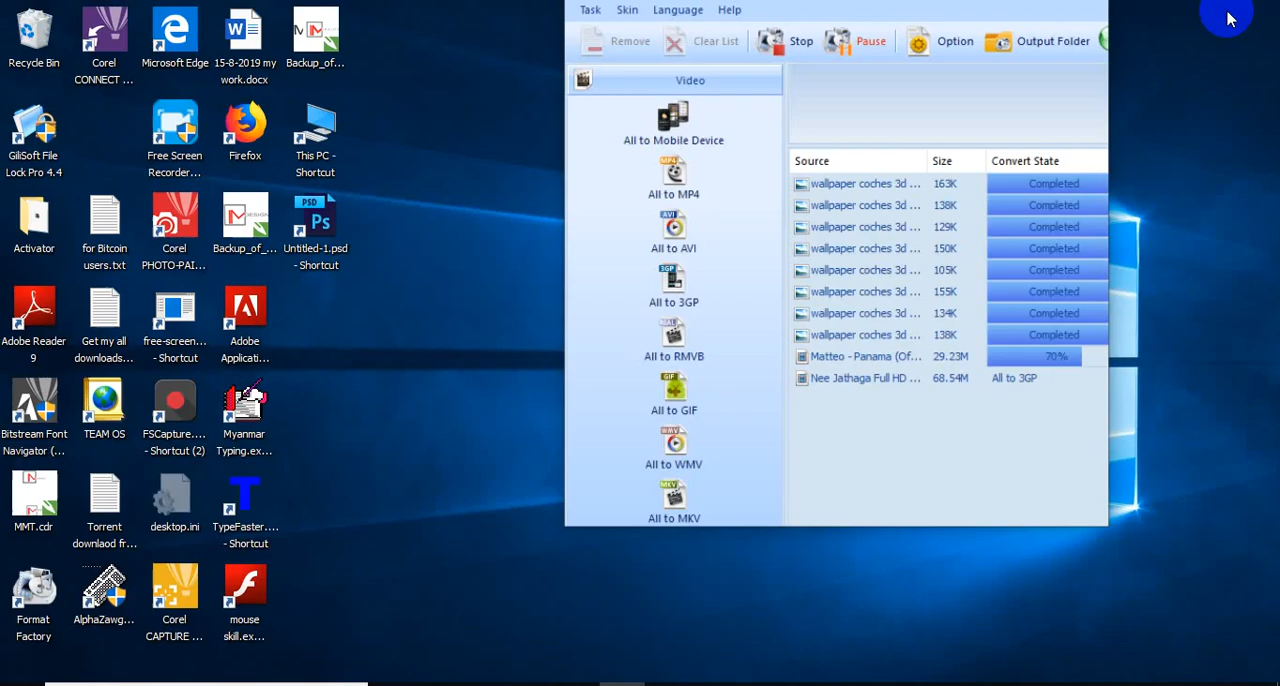 Recycle Bin
Corel
CONNECT ...
Microsoft Edge
15-8-2019 my
work.docx
Backup_of_...
GiliSoft File
Lock Pro 4.4
Free Screen
Recorder...
Firefox
This PC -
Shortcut
Activator
for Bitcoin
users.txt
Corel
PHOTO-PAI...
Backup_of_...
PSD
Ps
Untitled-1.psd
- Shortcut
Adobe Reader
9
Get my all
downloads...
free-screen...
- Shortcut
Adobe
Applicati...
Bitstream Font
Navigator (...
TEAM OS
FSCapture....
- Shortcut (2)
Myanmar
Typing.ex...
MMT.cdr
Torrent
downlaod fr...
desktop.ini
TypeFaster....
- Shortcut
Format
Factory
AlphaZawg...
Corel
CAPTURE ...
mouse
skill.ex...
Task Skin Language Help
Remove Clear List Stop Pause Option Output Folder
Video
All to Mobile Device
MP4
All to MP4
AVI
All to AVI
3GP
All to 3GP
All to RMVB
GIF
All to GIF
WMV
All to WMV
MKV
All to MKV
Source Size Convert State
wallpaper coches 3d ... 163K Completed
wallpaper coches 3d ... 138K Completed
wallpaper coches 3d ... 129K Completed
wallpaper coches 3d ... 150K Completed
wallpaper coches 3d ... 105K Completed
wallpaper coches 3d ... 155K Completed
wallpaper coches 3d ... 134K Completed
wallpaper coches 3d ... 138K Completed
Matteo - Panama (Of... 29.23M 70%
Nee Jathaga Full HD ... 68.54M All to 3GP